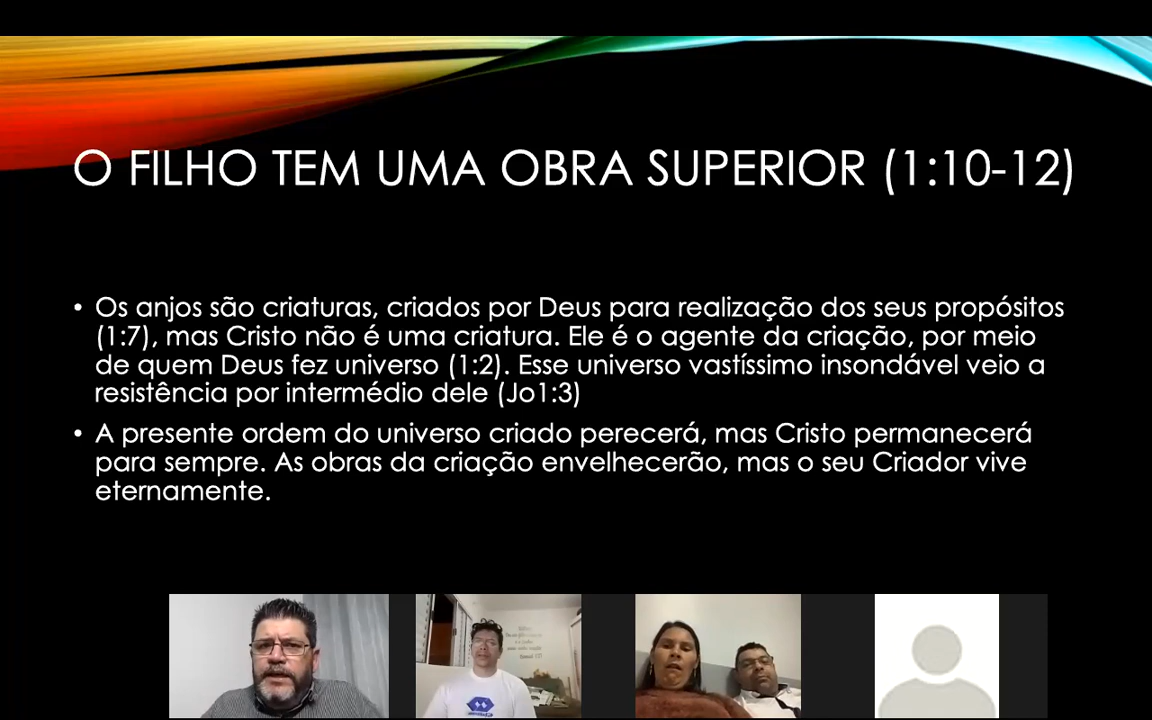 O FILHO TEM UMA OBRA SUPERIOR (1:10-12)
• Os anjos são criaturas, criados por Deus para realização dos seus propósitos
(1:7), mas Cristo não é uma criatura. Ele é o agente da criação, por meio
de quem Deus fez universo (1:2). Esse universo vastíssimo insondável veio a
resistência por intermédio dele (Jo1:3)
• A presente ordem do universo criado perecerá, mas Cristo permanecerá
para sempre. As obras da criação envelhecerão, mas o seu Criador vive
eternamente.